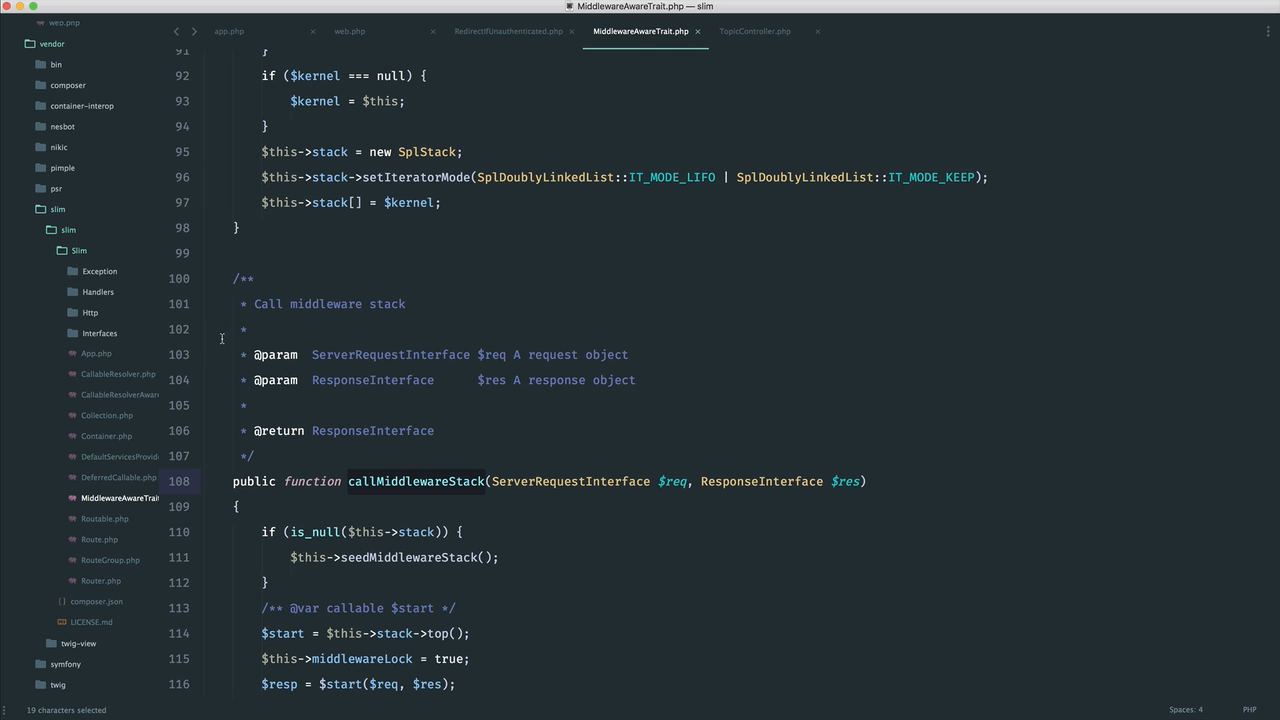 MiddlewareAwareTrait.php — slim
app.php × web.php × RedirectIfUnauthenticated.php × MiddlewareAwareTrait.php × TopicController.php ×
web.php
vendor
bin
composer
container-interop
nesbot
nikic
pimple
psr
slim
slim
Slim
Exception
Handlers
Http
Interfaces
App.php
CallableResolver.php
CallableResolverAware
Collection.php
Container.php
DefaultServicesProvide
DeferredCallable.php
MiddlewareAwareTrait
Routable.php
Route.php
RouteGroup.php
Router.php
composer.json
LICENSE.md
twig-view
symfony
twig
91 }
92 if ($kernel === null) {
93 $kernel = $this;
94 }
95 $this->stack = new SplStack;
96 $this->stack->setIteratorMode(SplDoublyLinkedList::IT_MODE_LIFO | SplDoublyLinkedList::IT_MODE_KEEP);
97 $this->stack[] = $kernel;
98 }
99
100 /**
101 * Call middleware stack
102 *
103 * @param ServerRequestInterface $req A request object
104 * @param ResponseInterface $res A response object
105 *
106 * @return ResponseInterface
107 */
108 public function callMiddlewareStack(ServerRequestInterface $req, ResponseInterface $res)
109 {
110 if (is_null($this->stack)) {
111 $this->seedMiddlewareStack();
112 }
113 /** @var callable $start */
114 $start = $this->stack->top();
115 $this->middlewareLock = true;
116 $resp = $start($req, $res);
19 characters selected
Spaces: 4 PHP